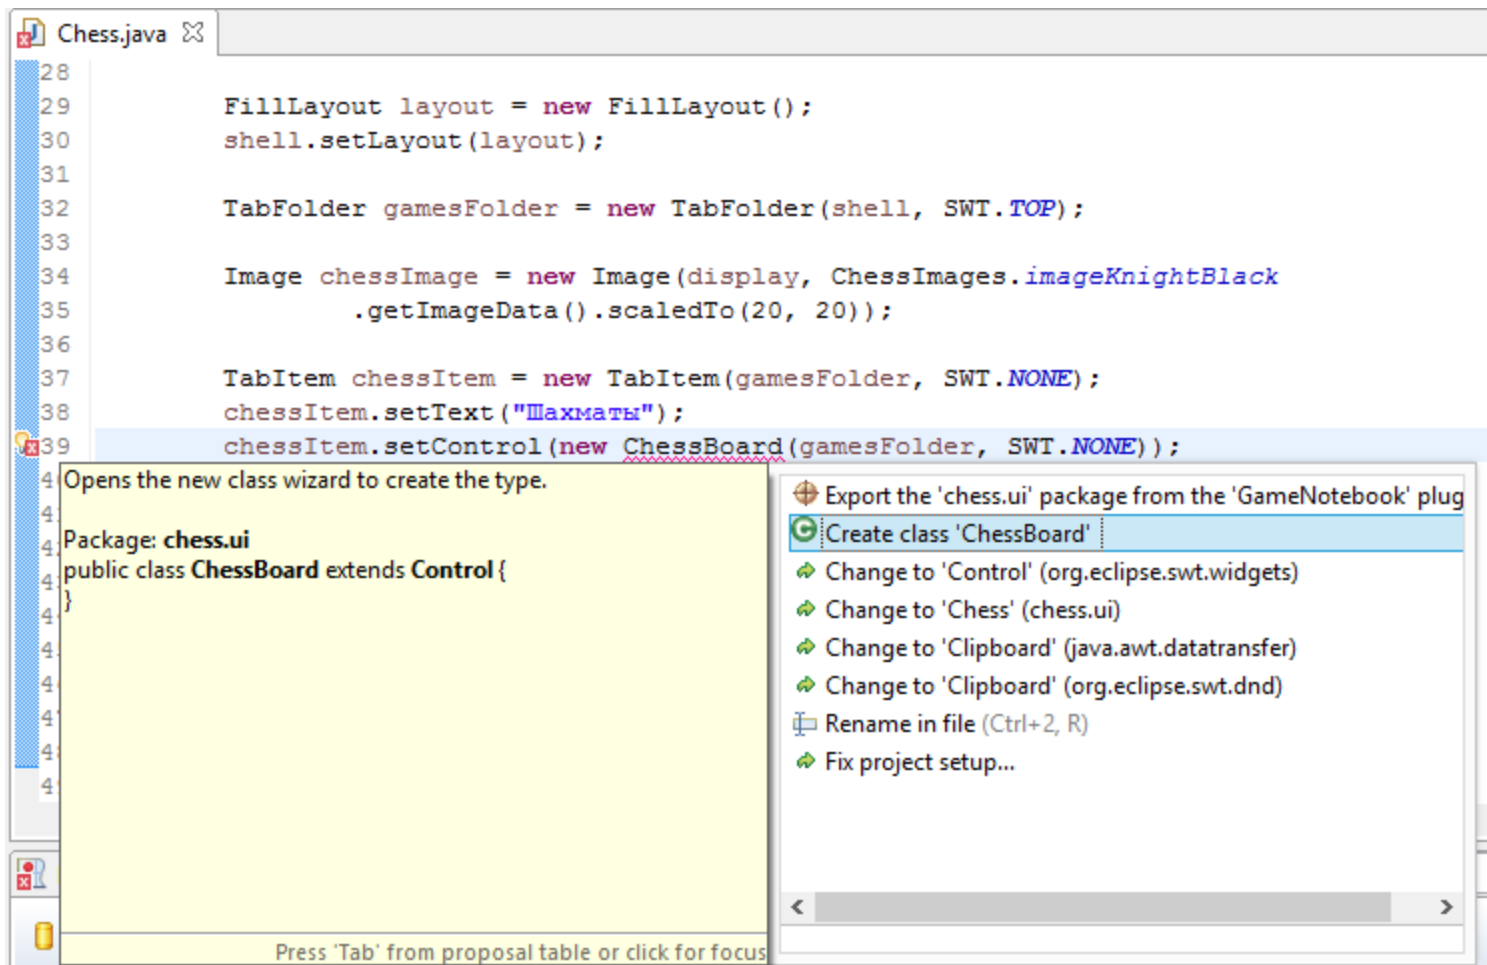 Chess.java
28
29 FillLayout layout = new FillLayout();
30 shell.setLayout(layout);
31
32 TabFolder gamesFolder = new TabFolder(shell, SWT.TOP);
33
34 Image chessImage = new Image(display, ChessImages.imageKnightBlack
35 .getImageData().scaledTo(20, 20));
36
37 TabItem chessItem = new TabItem(gamesFolder, SWT.NONE);
38 chessItem.setText("Шахматы");
39 chessItem.setControl(new ChessBoard(gamesFolder, SWT.NONE));
Opens the new class wizard to create the type.
Package: chess.ui
public class ChessBoard extends Control {
}
Press 'Tab' from proposal table or click for focus
Export the 'chess.ui' package from the 'GameNotebook' plug
Create class 'ChessBoard'
Change to 'Control' (org.eclipse.swt.widgets)
Change to 'Chess' (chess.ui)
Change to 'Clipboard' (java.awt.datatransfer)
Change to 'Clipboard' (org.eclipse.swt.dnd)
Rename in file (Ctrl+2, R)
Fix project setup...